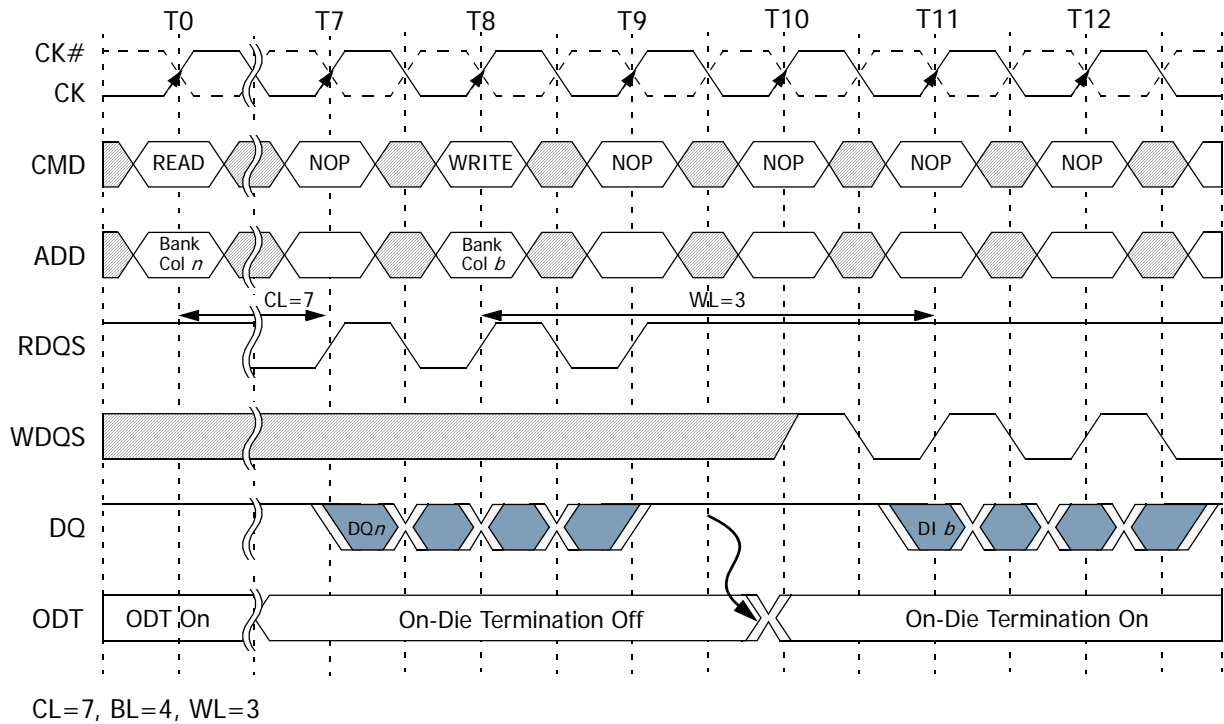 T0 T7 T8 T9 T10 T11 T12
CK#
CK
CMD READ NOP WRITE NOP NOP NOP NOP
ADD Bank Col n Bank Col b
CL=7 WL=3
RDQS
WDQS
DQ DQn DI b
ODT ODT On On-Die Termination Off On-Die Termination On
CL=7, BL=4, WL=3